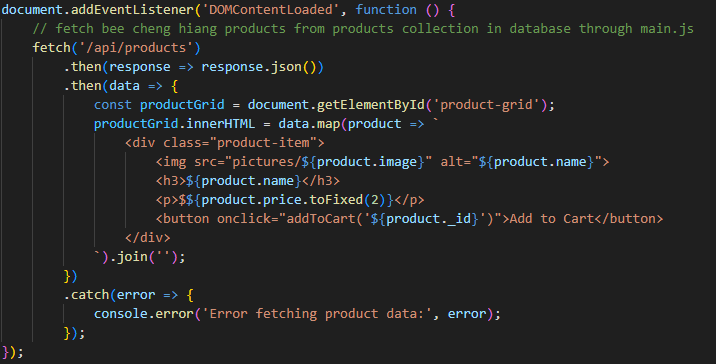 document.addEventListener('DOMContentLoaded', function () {
    // fetch bee cheng hiang products from products collection in database through main.js
    fetch('/api/products')
        .then(response => response.json())
        .then(data => {
            const productGrid = document.getElementById('product-grid');
            productGrid.innerHTML = data.map(product => `
                <div class="product-item">
                    <img src="pictures/${product.image}" alt="${product.name}">
                    <h3>${product.name}</h3>
                    <p>$${product.price.toFixed(2)}</p>
                    <button onclick="addToCart('${product._id}')">Add to Cart</button>
                </div>
            `).join('');
        })
        .catch(error => {
            console.error('Error fetching product data:', error);
        });
});